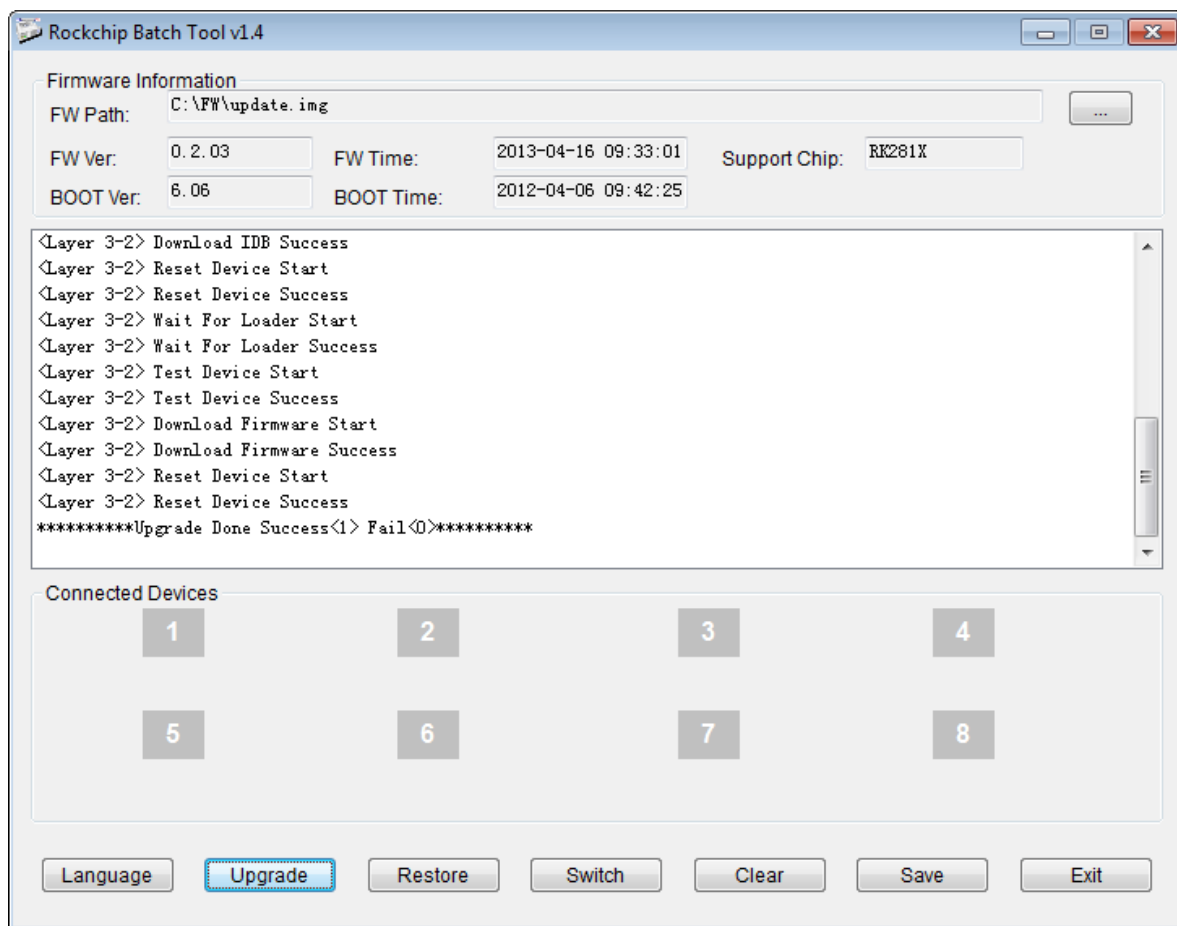 Rockchip Batch Tool v1.4
Firmware Information
FW Path: C:\FW\update.img ...
FW Ver: 0.2.03 FW Time: 2013-04-16 09:33:01 Support Chip: RK281X
BOOT Ver: 6.06 BOOT Time: 2012-04-06 09:42:25
<Layer 3-2> Download IDB Success
<Layer 3-2> Reset Device Start
<Layer 3-2> Reset Device Success
<Layer 3-2> Wait For Loader Start
<Layer 3-2> Wait For Loader Success
<Layer 3-2> Test Device Start
<Layer 3-2> Test Device Success
<Layer 3-2> Download Firmware Start
<Layer 3-2> Download Firmware Success
<Layer 3-2> Reset Device Start
<Layer 3-2> Reset Device Success
**********Upgrade Done Success<1> Fail<0>**********
Connected Devices
1 2 3 4
5 6 7 8
Language Upgrade Restore Switch Clear Save Exit